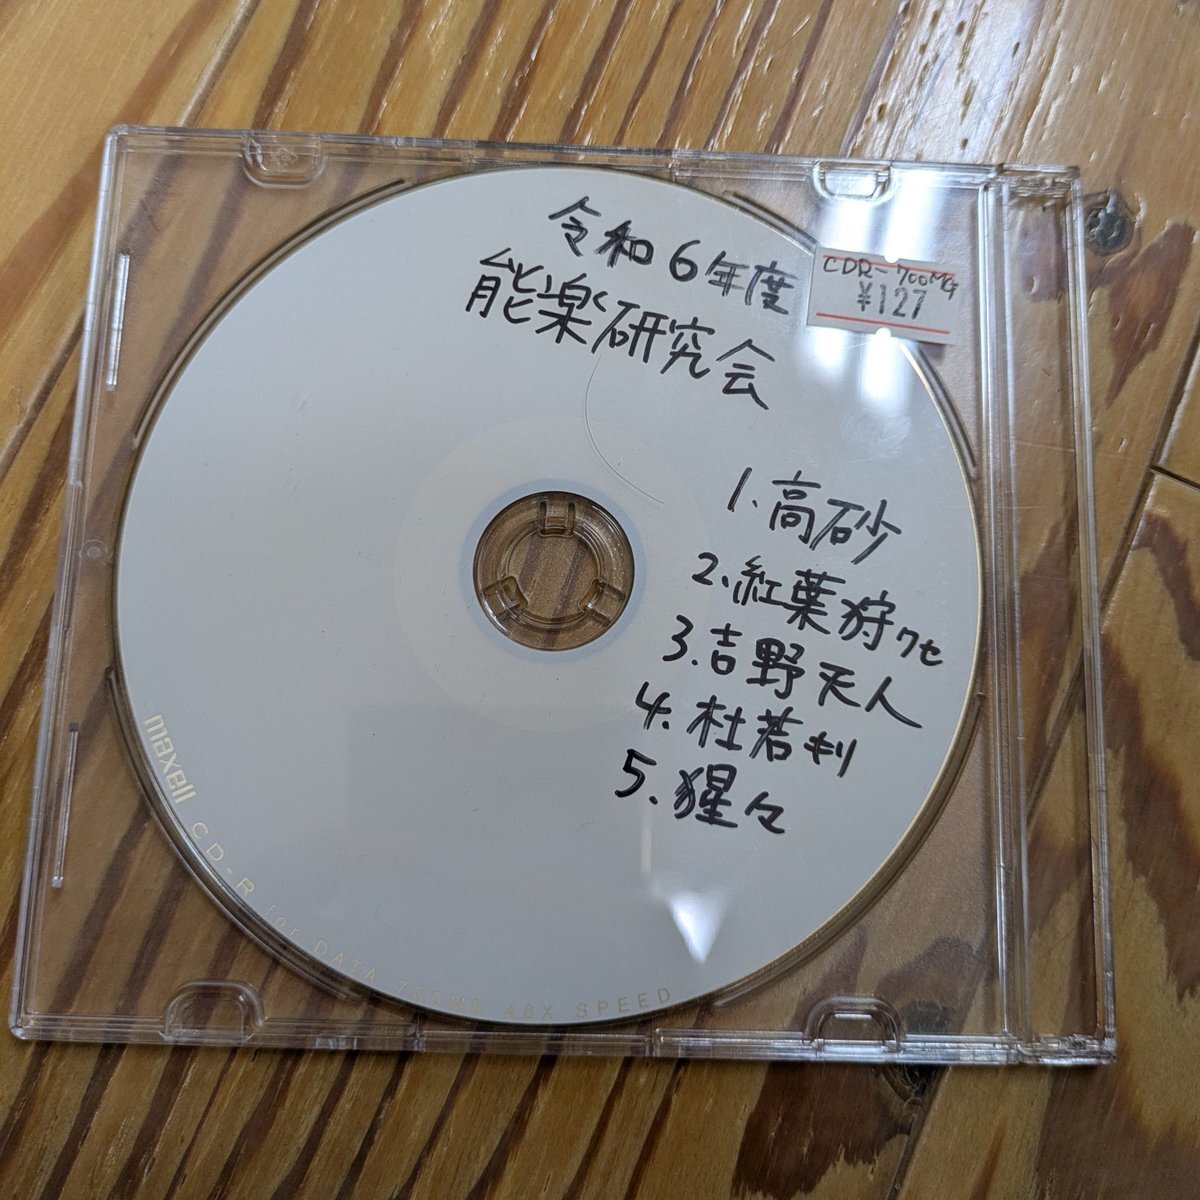 令和6年度
能楽研究会
CDR-700MG
¥127
1.高砂
2.紅葉狩クセ
3.吉野天人
4.杜若キリ
5.猩々
maxell
CD-R for DATA 700MB 48X SPEED